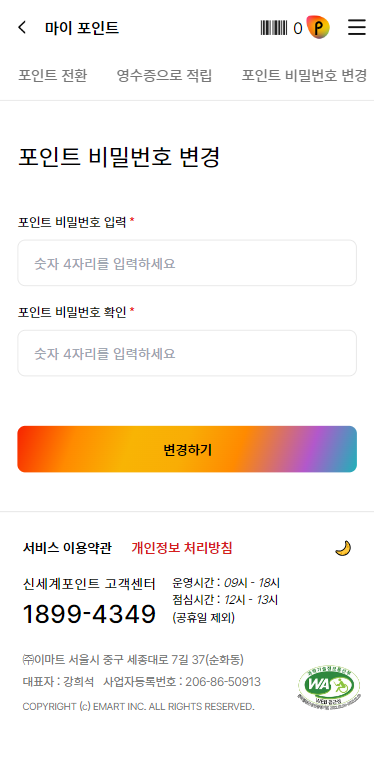 마이 포인트
0 P
포인트 전환 영수증으로 적립 포인트 비밀번호 변경
포인트 비밀번호 변경
포인트 비밀번호 입력 *
숫자 4자리를 입력하세요
포인트 비밀번호 확인 *
숫자 4자리를 입력하세요
변경하기
서비스 이용약관 개인정보 처리방침
신세계포인트 고객센터
1899-4349
운영시간 : 09시 - 18시
점심시간 : 12시 - 13시
(공휴일 제외)
㈜이마트 서울시 중구 세종대로 7길 37(순화동)
대표자 : 강희석 사업자등록번호 : 206-86-50913
COPYRIGHT (c) EMART INC. ALL RIGHTS RESERVED.
WA
WEB 접근성